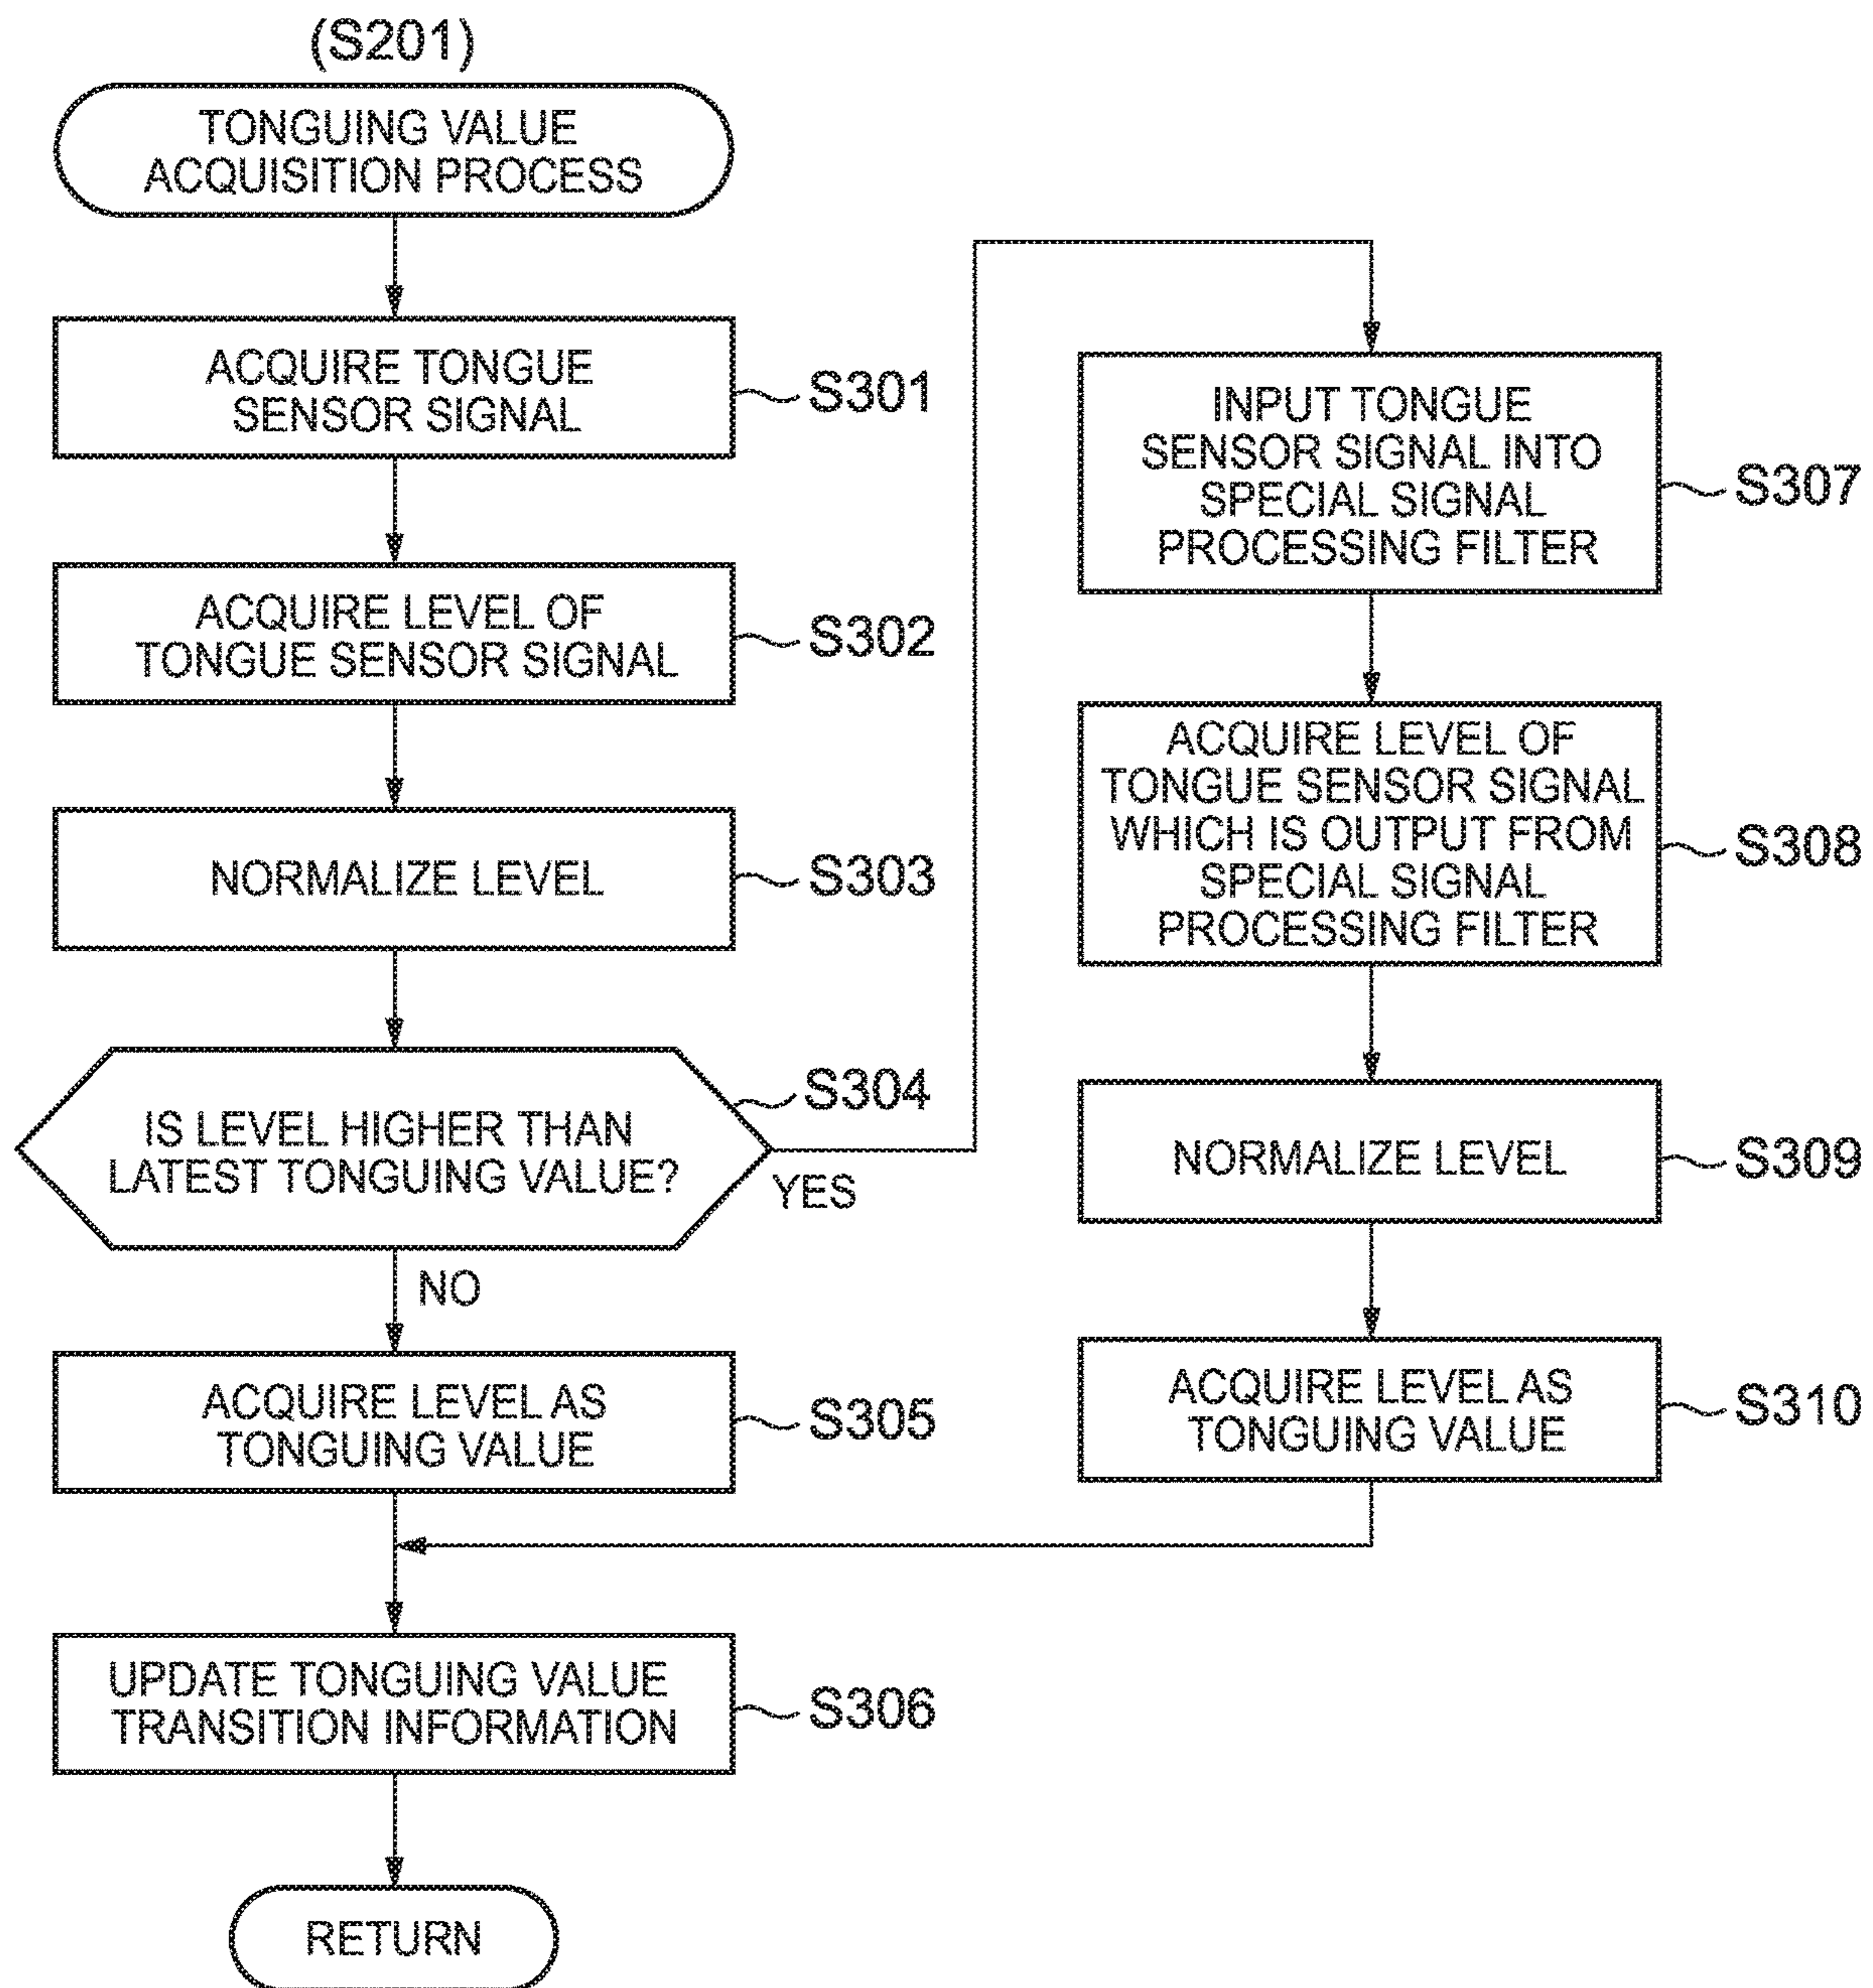 (S201)
TONGUING VALUE
ACQUISITION PROCESS
ACQUIRE TONGUE
SENSOR SIGNAL
S301
ACQUIRE LEVEL OF
TONGUE SENSOR SIGNAL
S302
NORMALIZE LEVEL
S303
IS LEVEL HIGHER THAN
LATEST TONGUING VALUE?
S304
YES
NO
ACQUIRE LEVEL AS
TONGUING VALUE
S305
UPDATE TONGUING VALUE
TRANSITION INFORMATION
S306
RETURN
INPUT TONGUE
SENSOR SIGNAL INTO
SPECIAL SIGNAL
PROCESSING FILTER
S307
ACQUIRE LEVEL OF
TONGUE SENSOR SIGNAL
WHICH IS OUTPUT FROM
SPECIAL SIGNAL
PROCESSING FILTER
S308
NORMALIZE LEVEL
S309
ACQUIRE LEVEL AS
TONGUING VALUE
S310